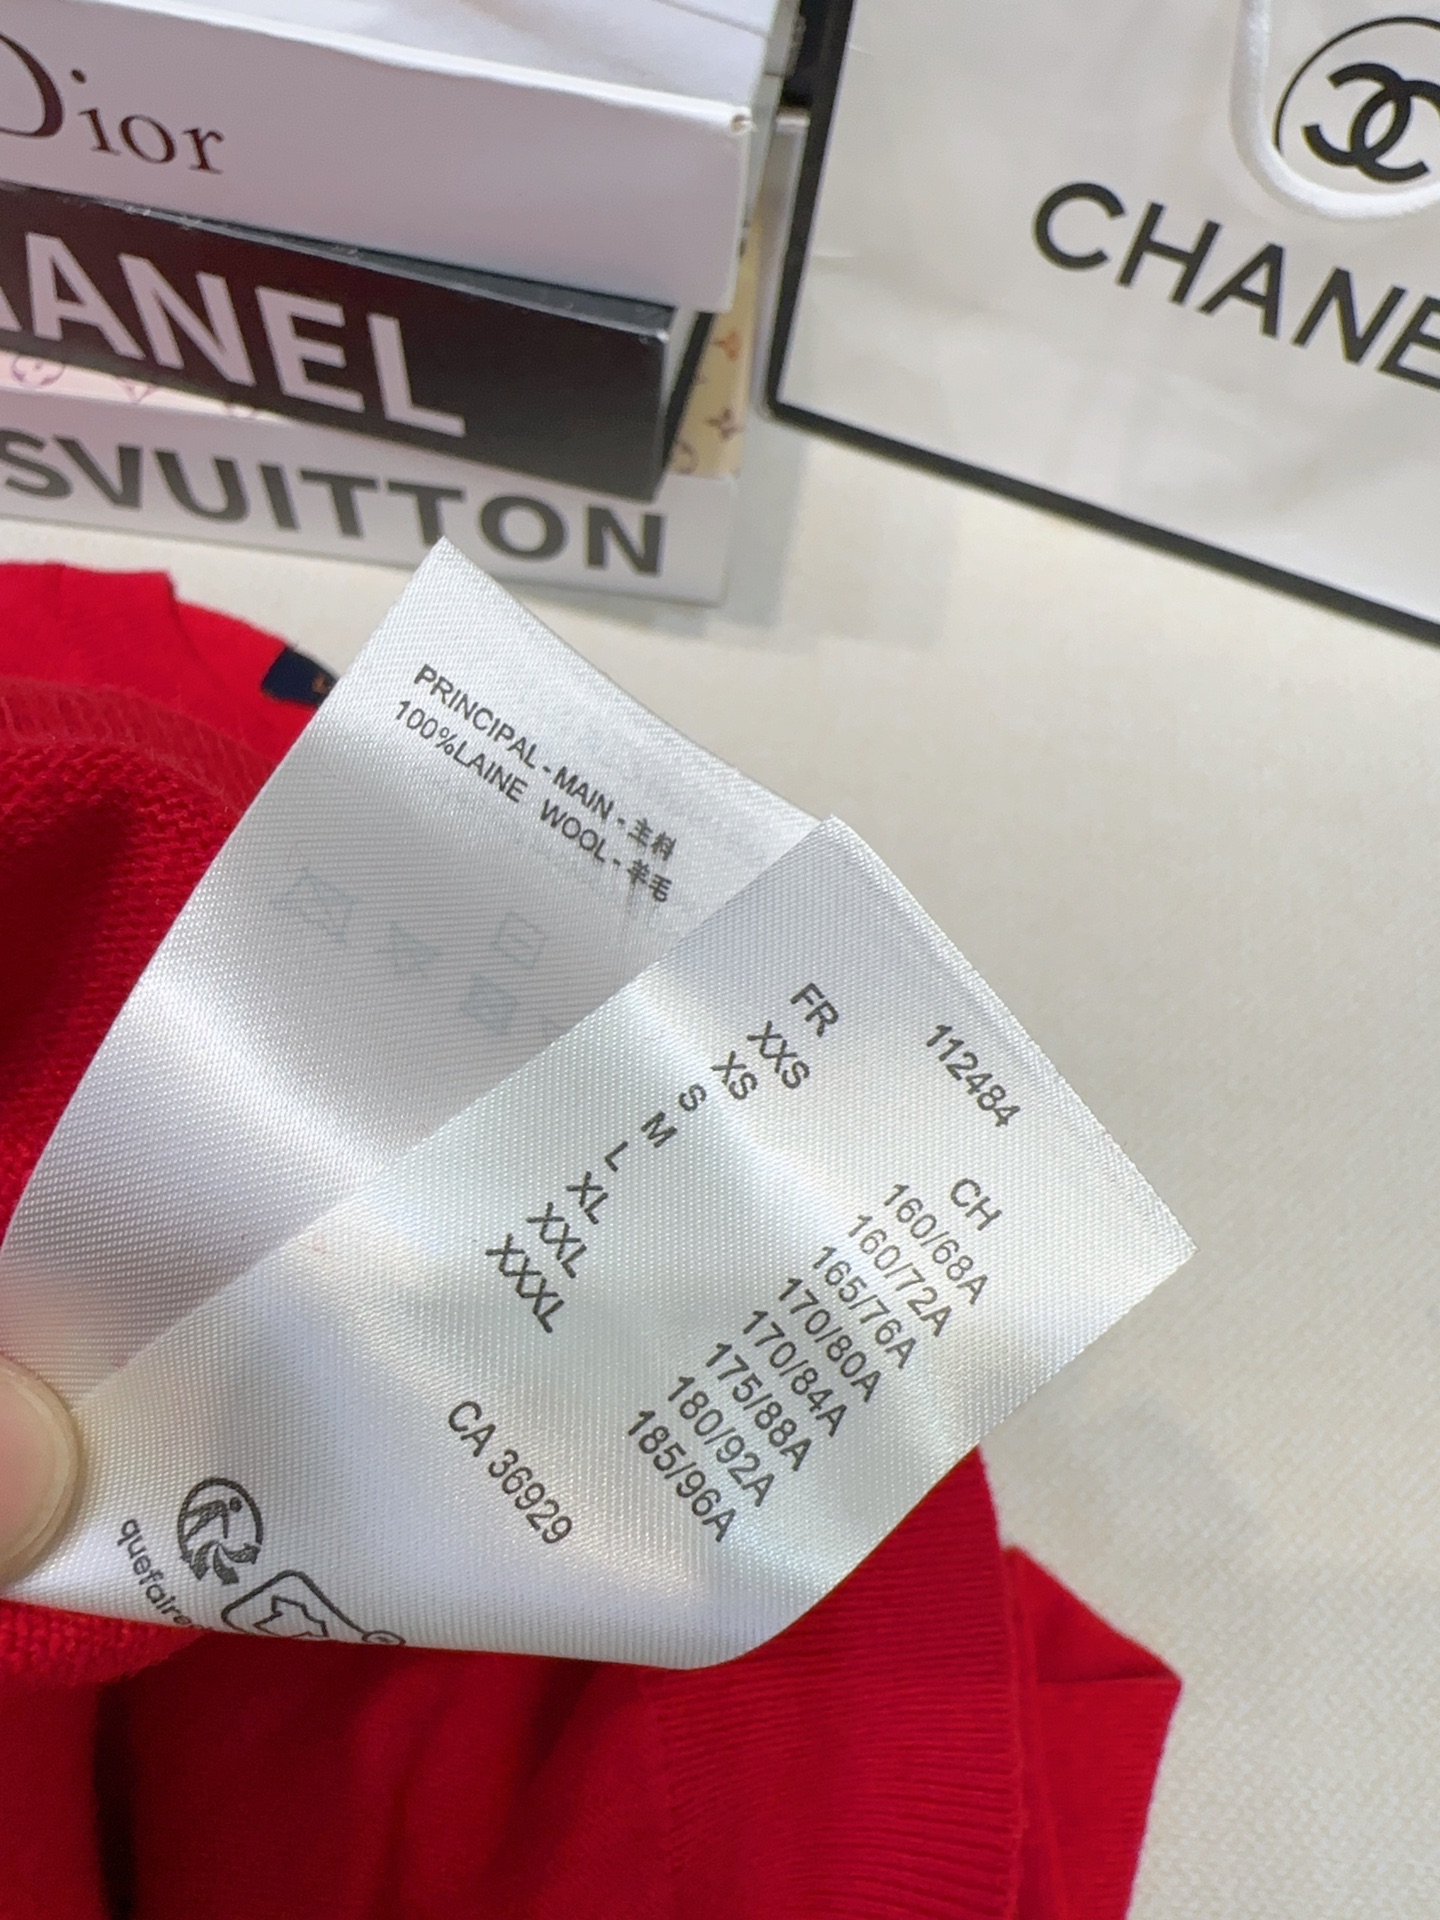 Dior
ANEL
SVUITTON
CHANE
PRINCIPAL - MAIN - 主料
100%LAINE WOOL - 羊毛
112484
FR CH
XXS 160/68A
XS 160/72A
S 165/76A
M 170/80A
L 170/84A
XL 175/88A
XXL 180/92A
XXXL 185/96A
CA 36929
quefaire